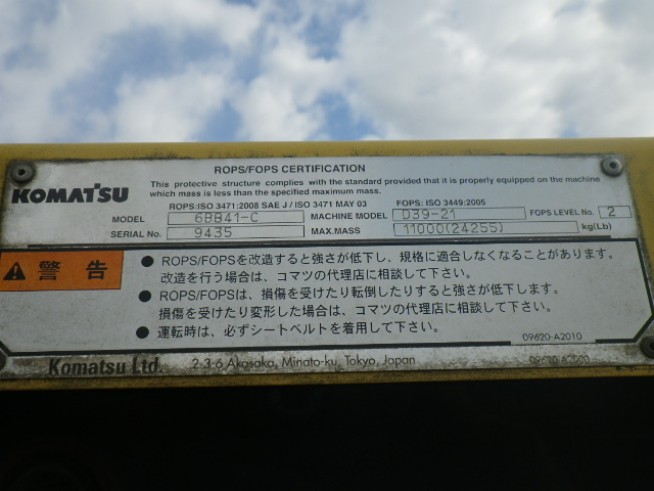 ROPS/FOPS CERTIFICATION
KOMATSU
This protective structure complies with the standard provided that it is properly equipped on the machine
which mass is less than the specified maximum mass.
ROPS:ISO 3471:2008 SAE J / ISO 3471 MAY 03 FOPS: ISO 3449:2005
MODEL 6BB41-C MACHINE MODEL D39-21 FOPS LEVEL No. 2
SERIAL No. 9435 MAX.MASS 11000(24255) kg(Lb)
警告
● ROPS/FOPSを改造すると強さが低下し、規格に適合しなくなることがあります。
改造を行う場合は、コマツの代理店に相談して下さい。
● ROPS/FOPSは、損傷を受けたり転倒したりすると強さが低下します。
損傷を受けたり変形した場合は、コマツの代理店に相談して下さい。
● 運転時は、必ずシートベルトを着用して下さい。
09620-A2010
Komatsu Ltd. 2-3-6 Akasaka, Minato-ku, Tokyo, Japan